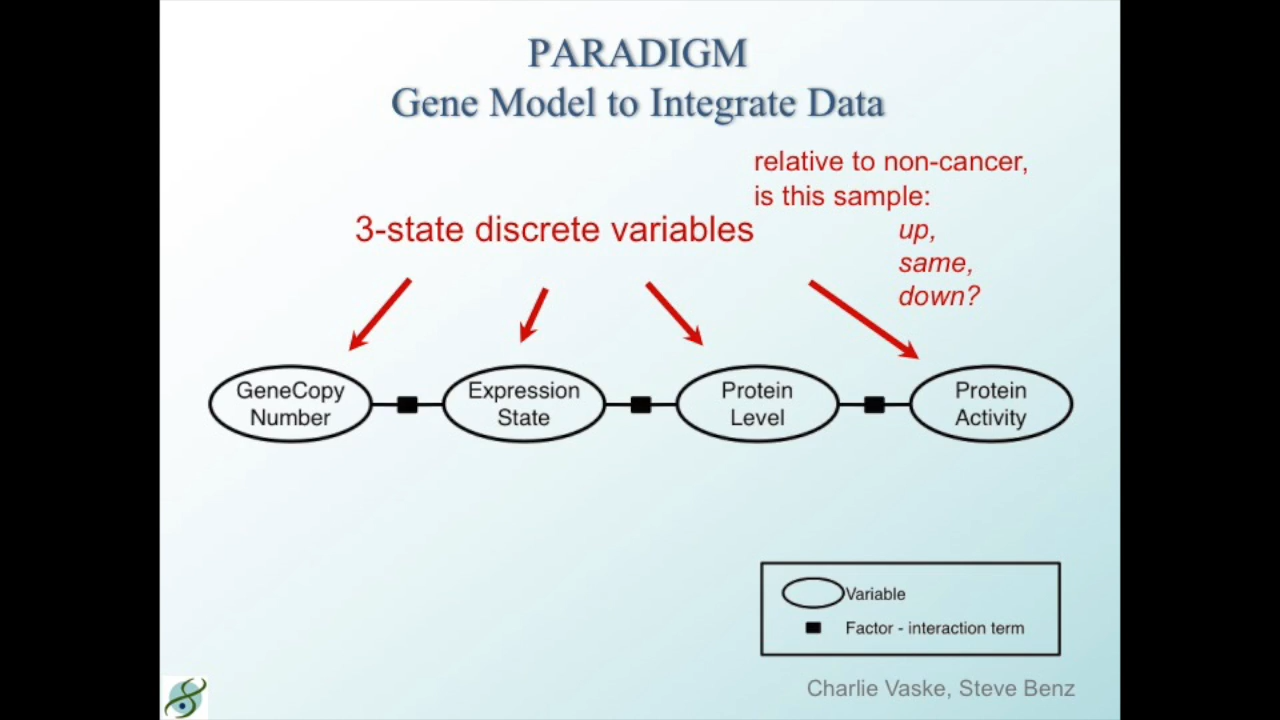 PARADIGM
Gene Model to Integrate Data
relative to non-cancer,
is this sample:
up,
same,
down?
3-state discrete variables
GeneCopy
Number
Expression
State
Protein
Level
Protein
Activity
Variable
Factor - interaction term
Charlie Vaske, Steve Benz